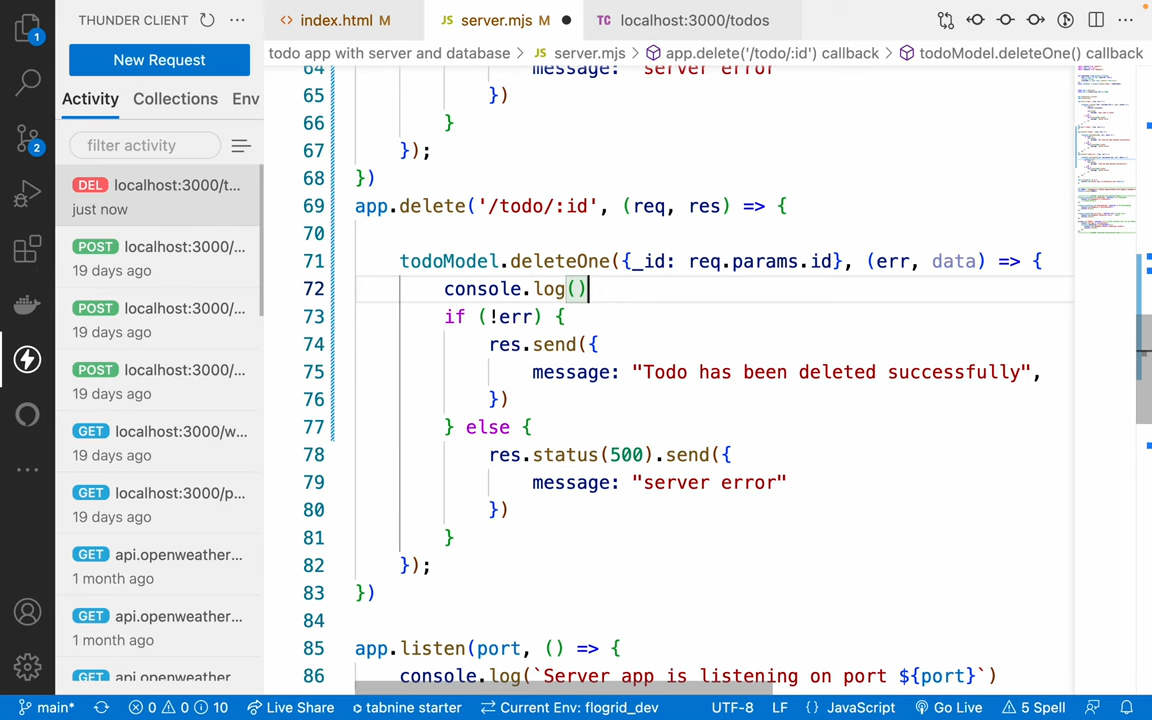 THUNDER CLIENT
index.html M
JS server.mjs M
TC localhost:3000/todos
1
New Request
todo app with server and database > JS server.mjs > app.delete('/todo/:id') callback > todoModel.deleteOne() callback
Activity Collections Env
filter activity
DEL localhost:3000/t...
just now
POST localhost:3000/...
19 days ago
POST localhost:3000/...
19 days ago
POST localhost:3000/...
19 days ago
GET localhost:3000/w...
19 days ago
GET localhost:3000/p...
19 days ago
GET api.openweather...
1 month ago
GET api.openweather...
1 month ago
GET api.openweather...
2
64 message: "server error"
65 })
66 }
67 });
68 })
69 app.delete('/todo/:id', (req, res) => {
70
71 todoModel.deleteOne({_id: req.params.id}, (err, data) => {
72 console.log()
73 if (!err) {
74 res.send({
75 message: "Todo has been deleted successfully",
76 })
77 } else {
78 res.status(500).send({
79 message: "server error"
80 })
81 }
82 });
83 })
84
85 app.listen(port, () => {
86 console.log(`Server app is listening on port ${port}`)
main* 0 0 10 Live Share tabnine starter Current Env: flogrid_dev UTF-8 LF {} JavaScript Go Live 5 Spell